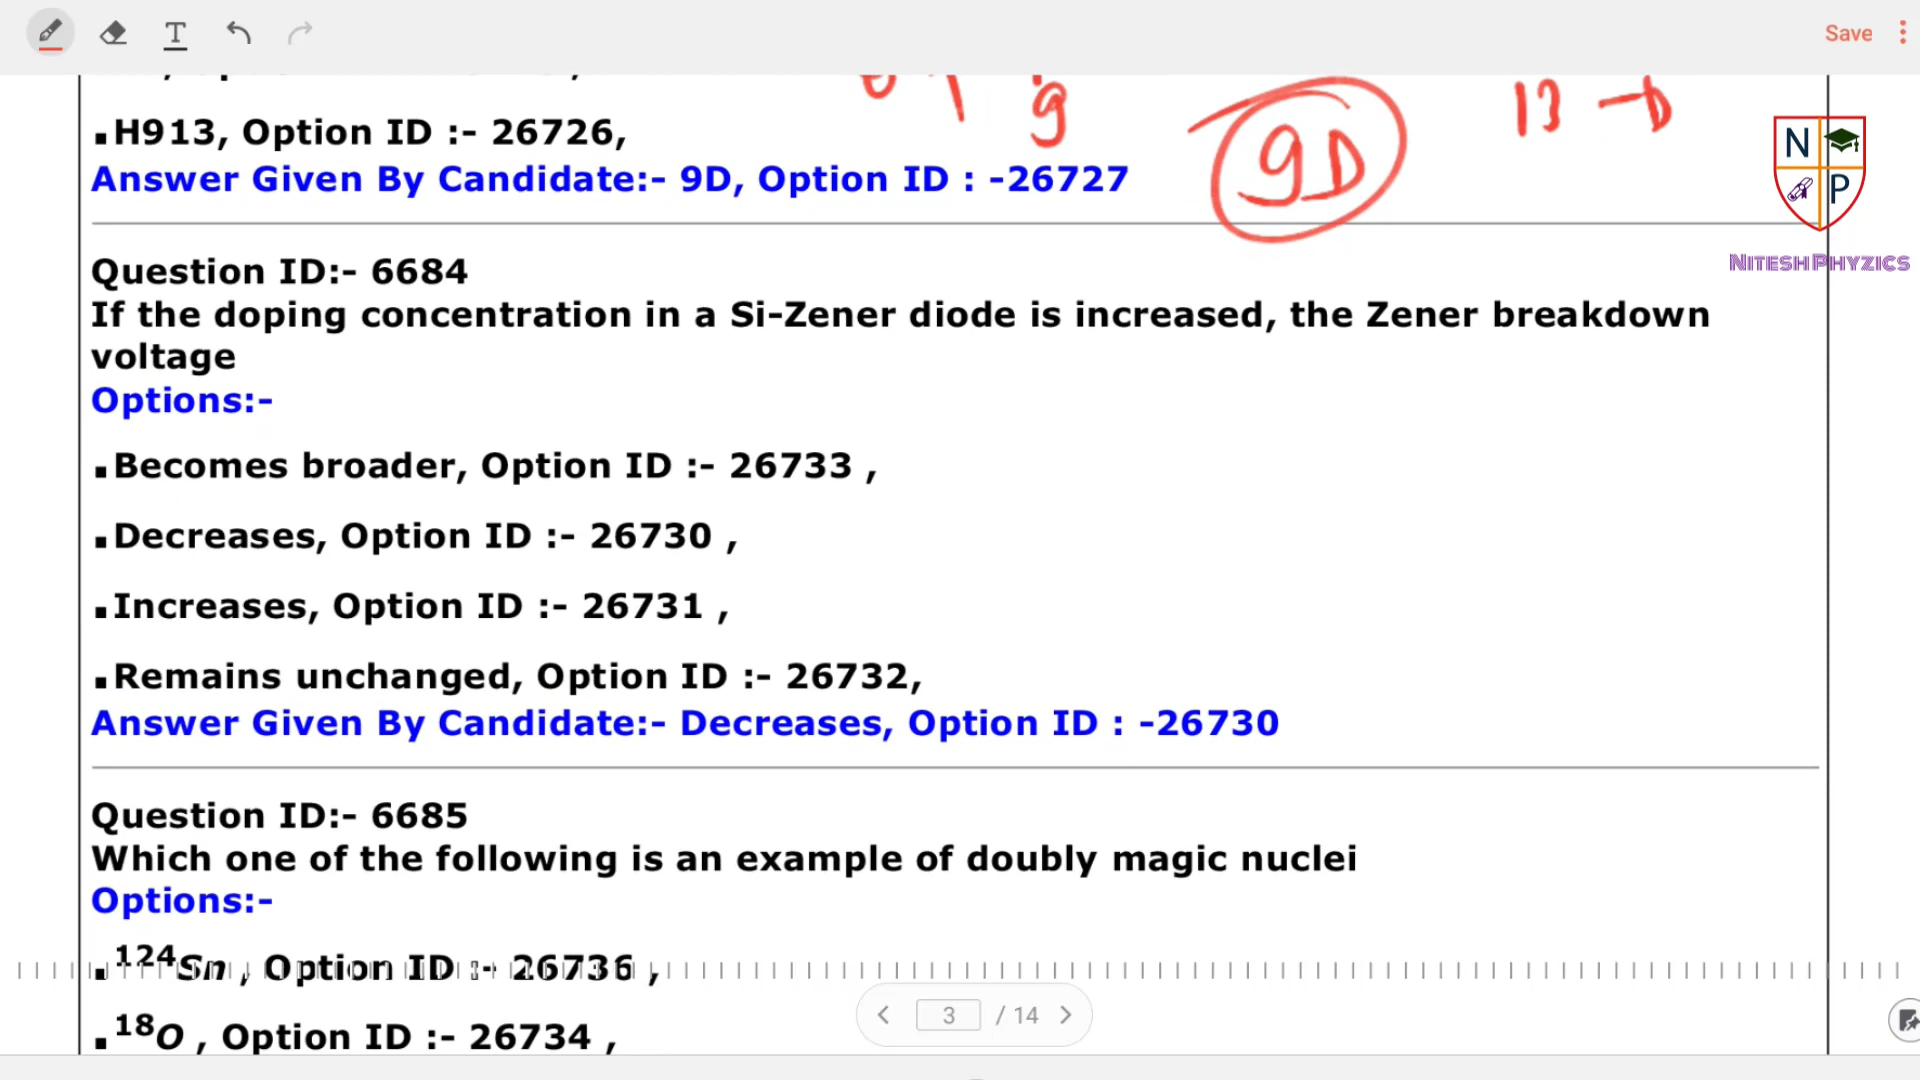 T
Save
▪H913, Option ID :- 26726,
Answer Given By Candidate:- 9D, Option ID : -26727
g
9D
13 → D
N
P
NITESHPHYZICS
Question ID:- 6684
If the doping concentration in a Si-Zener diode is increased, the Zener breakdown
voltage
Options:-
▪Becomes broader, Option ID :- 26733 ,
▪Decreases, Option ID :- 26730 ,
▪Increases, Option ID :- 26731 ,
▪Remains unchanged, Option ID :- 26732,
Answer Given By Candidate:- Decreases, Option ID : -26730
Question ID:- 6685
Which one of the following is an example of doubly magic nuclei
Options:-
▪¹²⁴Sn , Option ID :- 26736 ,
▪¹⁸O , Option ID :- 26734 ,
3 / 14